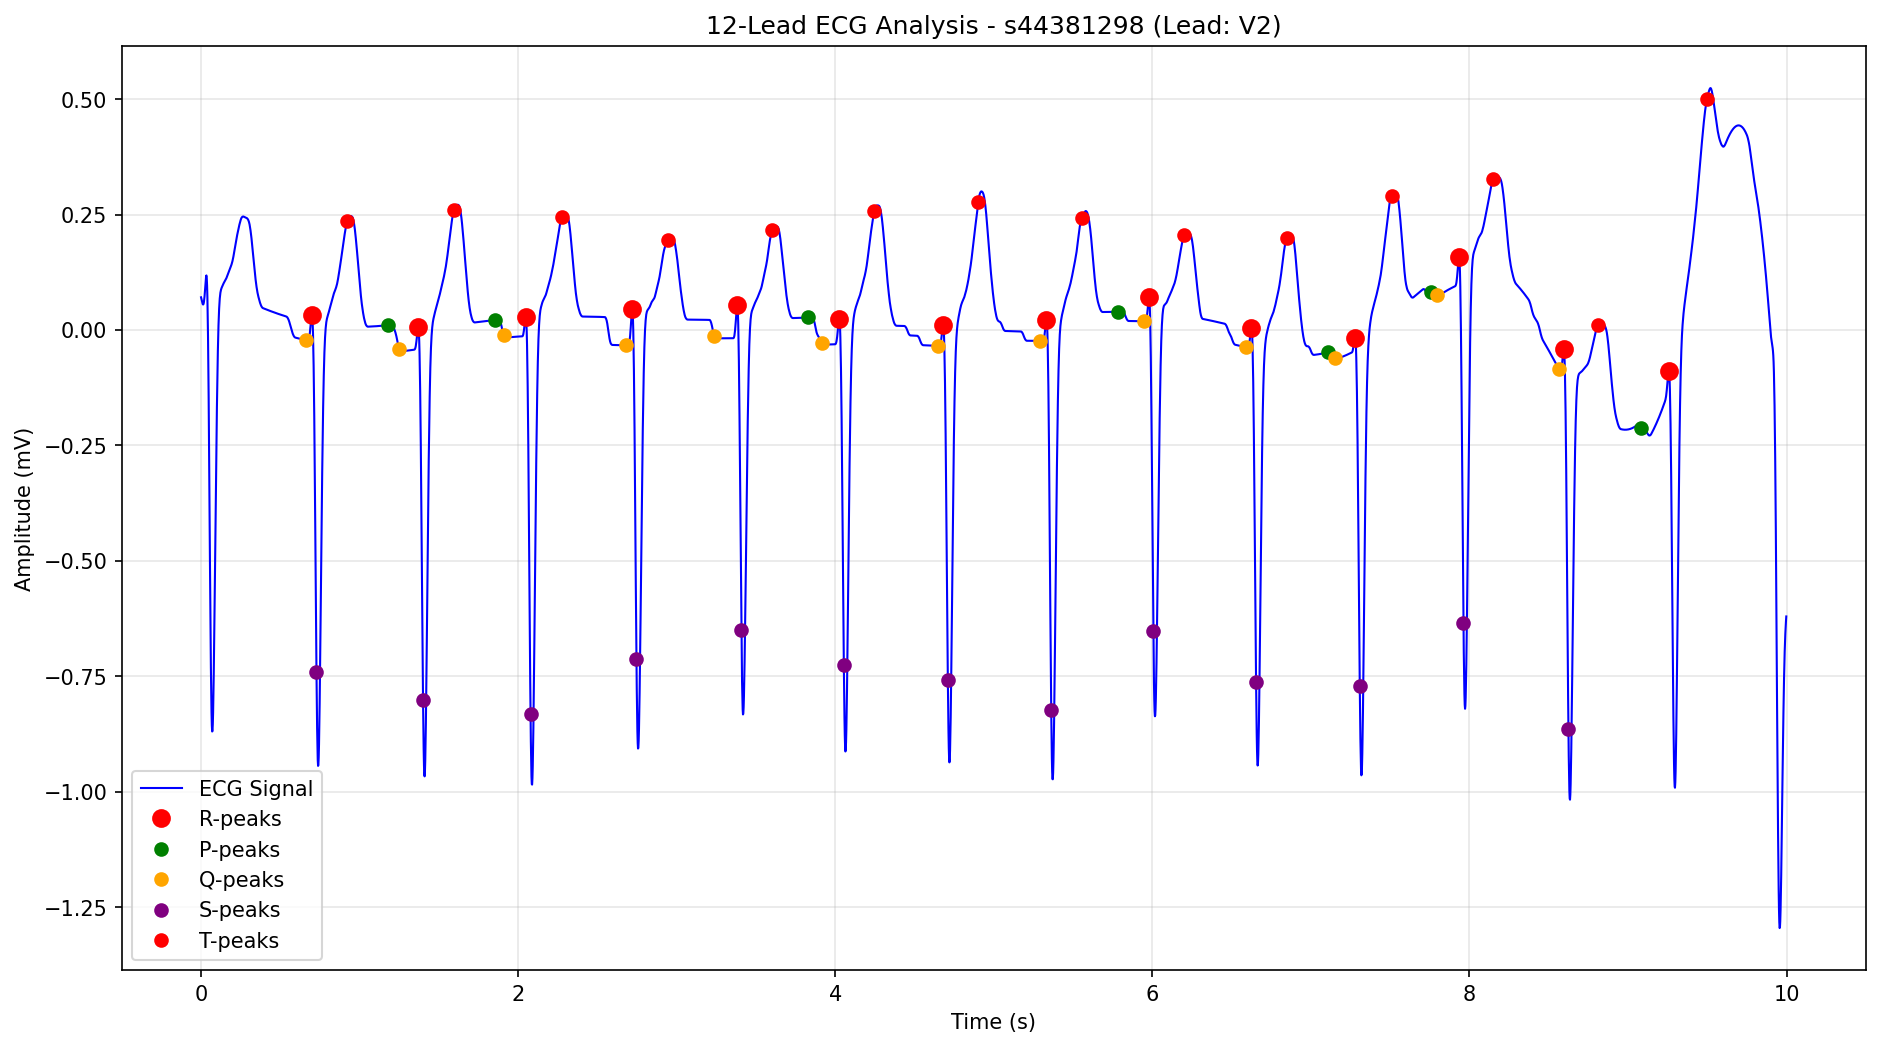 12-Lead ECG Analysis - s44381298 (Lead: V2)
Amplitude (mV)
0.50
0.25
0.00
−0.25
−0.50
−0.75
−1.00
−1.25
ECG Signal
R-peaks
P-peaks
Q-peaks
S-peaks
T-peaks
0 2 4 6 8 10
Time (s)